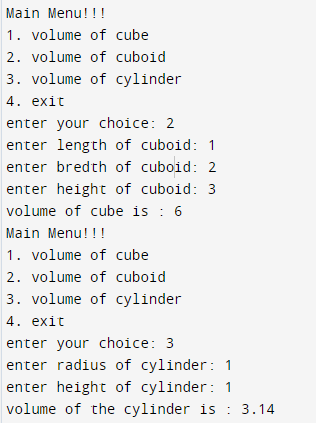 Main Menu!!!
1. volume of cube
2. volume of cuboid
3. volume of cylinder
4. exit
enter your choice: 2
enter length of cuboid: 1
enter bredth of cuboid: 2
enter height of cuboid: 3
volume of cube is : 6
Main Menu!!!
1. volume of cube
2. volume of cuboid
3. volume of cylinder
4. exit
enter your choice: 3
enter radius of cylinder: 1
enter height of cylinder: 1
volume of the cylinder is : 3.14